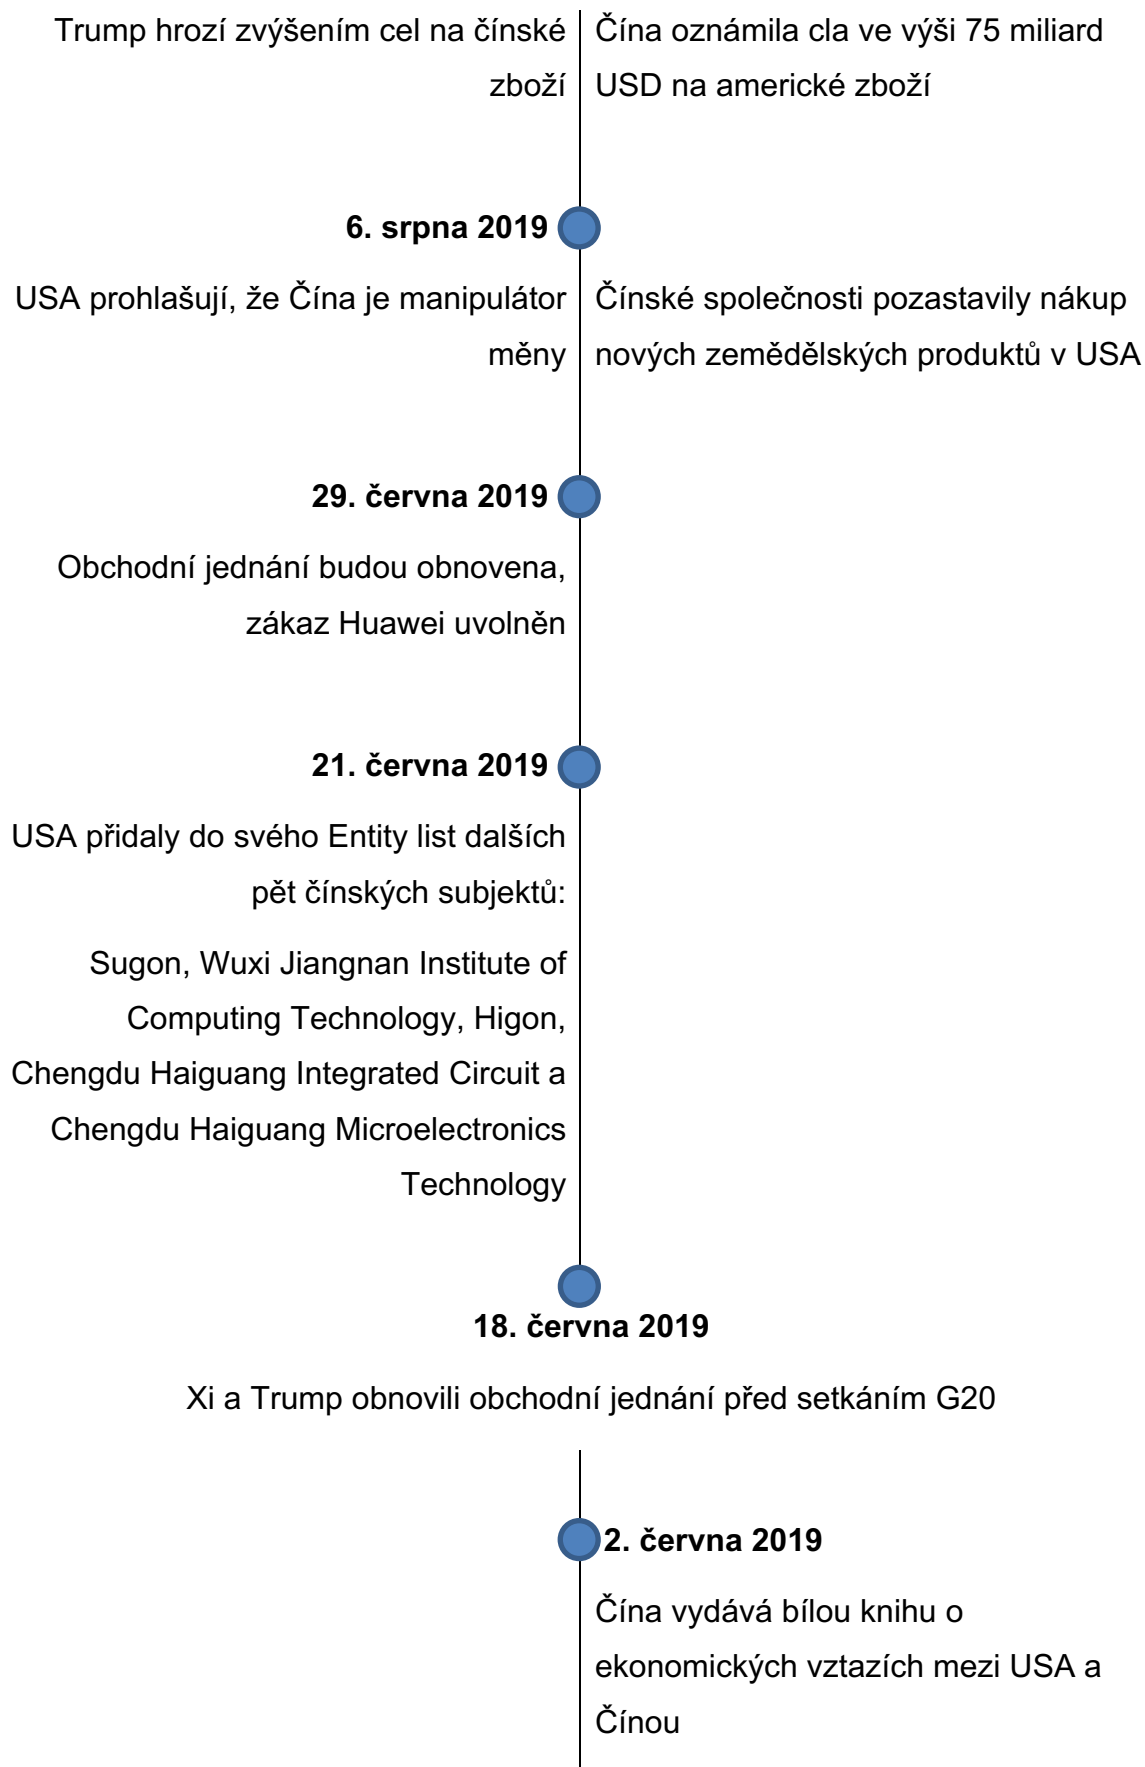 Trump hrozí zvýšením cel na čínské
zboží
Čína oznámila cla ve výši 75 miliard
USD na americké zboží
6. srpna 2019
USA prohlašují, že Čína je manipulátor
měny
Čínské společnosti pozastavily nákup
nových zemědělských produktů v USA
29. června 2019
Obchodní jednání budou obnovena,
zákaz Huawei uvolněn
21. června 2019
USA přidaly do svého Entity list dalších
pět čínských subjektů:
Sugon, Wuxi Jiangnan Institute of
Computing Technology, Higon,
Chengdu Haiguang Integrated Circuit a
Chengdu Haiguang Microelectronics
Technology
18. června 2019
Xi a Trump obnovili obchodní jednání před setkáním G20
2. června 2019
Čína vydává bílou knihu o
ekonomických vztazích mezi USA a
Čínou